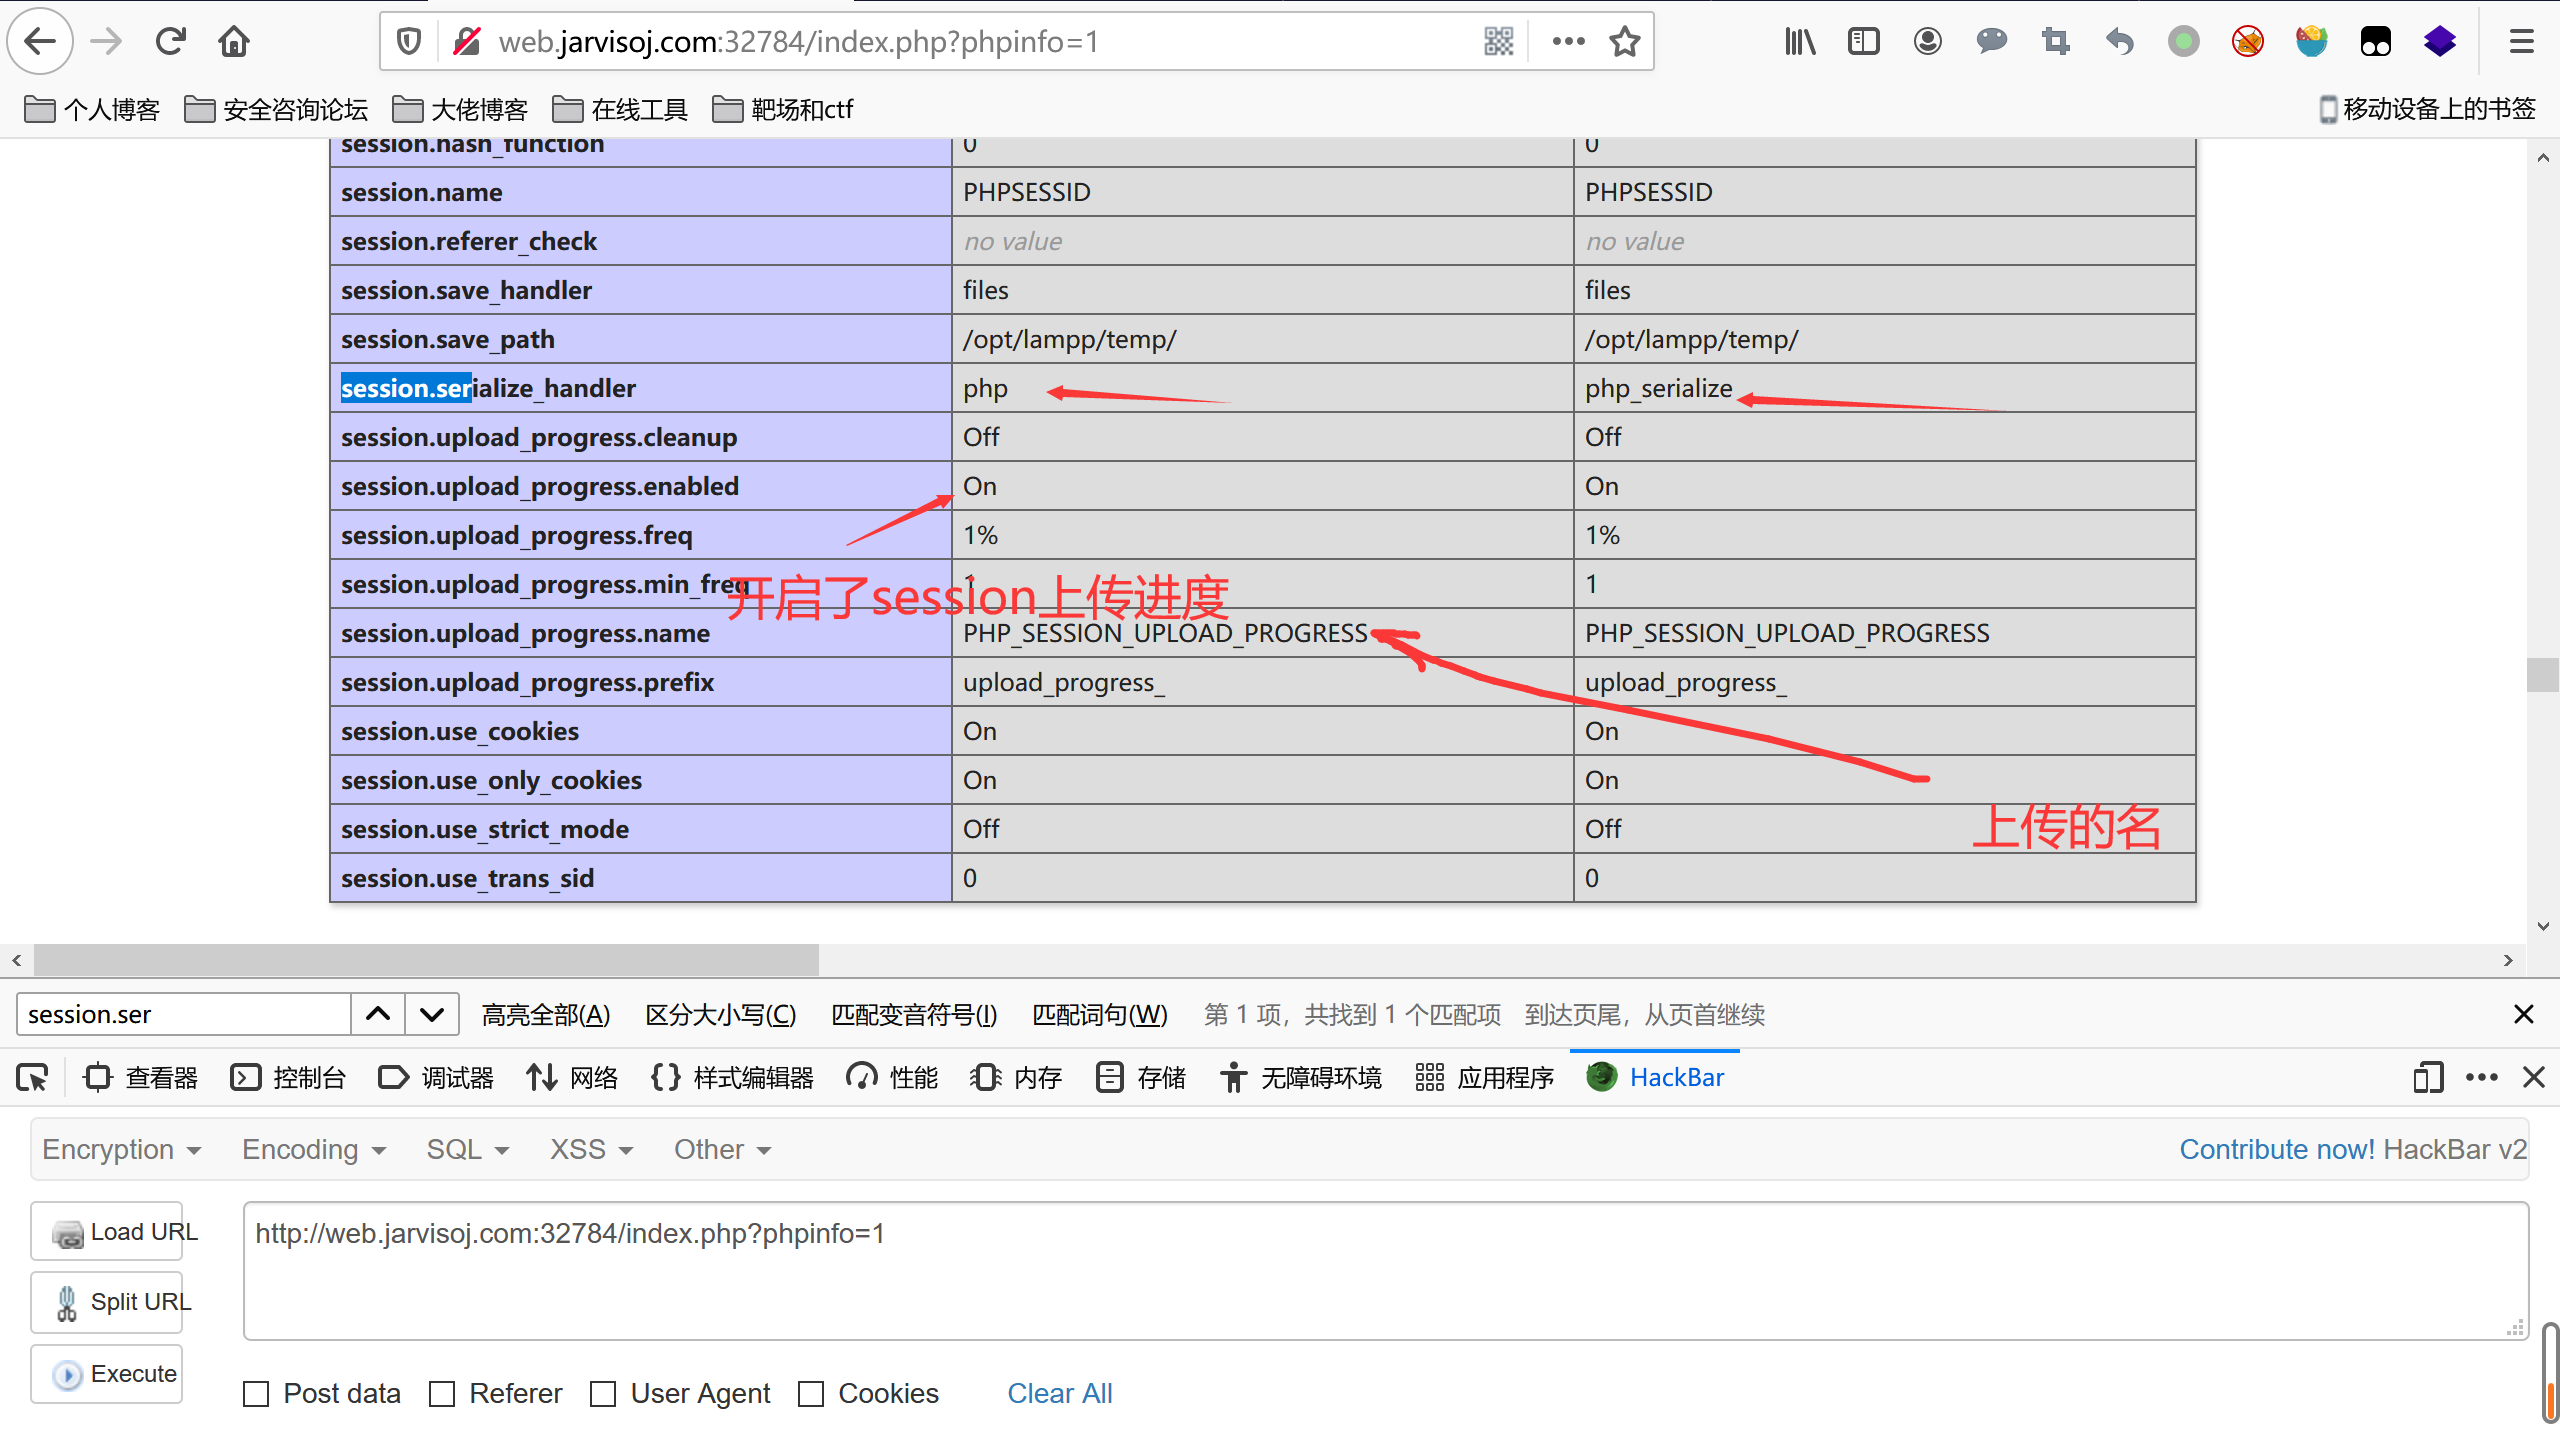 web.jarvisoj.com:32784/index.php?phpinfo=1
个人博客 安全咨询论坛 大佬博客 在线工具 靶场和ctf 移动设备上的书签
session.hash_function 0 0
session.name PHPSESSID PHPSESSID
session.referer_check no value no value
session.save_handler files files
session.save_path /opt/lampp/temp/ /opt/lampp/temp/
session.serialize_handler php php_serialize
session.upload_progress.cleanup Off Off
session.upload_progress.enabled On On
session.upload_progress.freq 1% 1%
session.upload_progress.min_freq 1 1
开启了session上传进度
session.upload_progress.name PHP_SESSION_UPLOAD_PROGRESS PHP_SESSION_UPLOAD_PROGRESS
session.upload_progress.prefix upload_progress_ upload_progress_
session.use_cookies On On
session.use_only_cookies On On
session.use_strict_mode Off Off
上传的名
session.use_trans_sid 0 0
session.ser 高亮全部(A) 区分大小写(C) 匹配变音符号(I) 匹配词句(W) 第 1 项，共找到 1 个匹配项 到达页尾，从页首继续
查看器 控制台 调试器 网络 样式编辑器 性能 内存 存储 无障碍环境 应用程序 HackBar
Encryption Encoding SQL XSS Other Contribute now! HackBar v2
Load URL http://web.jarvisoj.com:32784/index.php?phpinfo=1
Split URL
Execute
Post data Referer User Agent Cookies Clear All